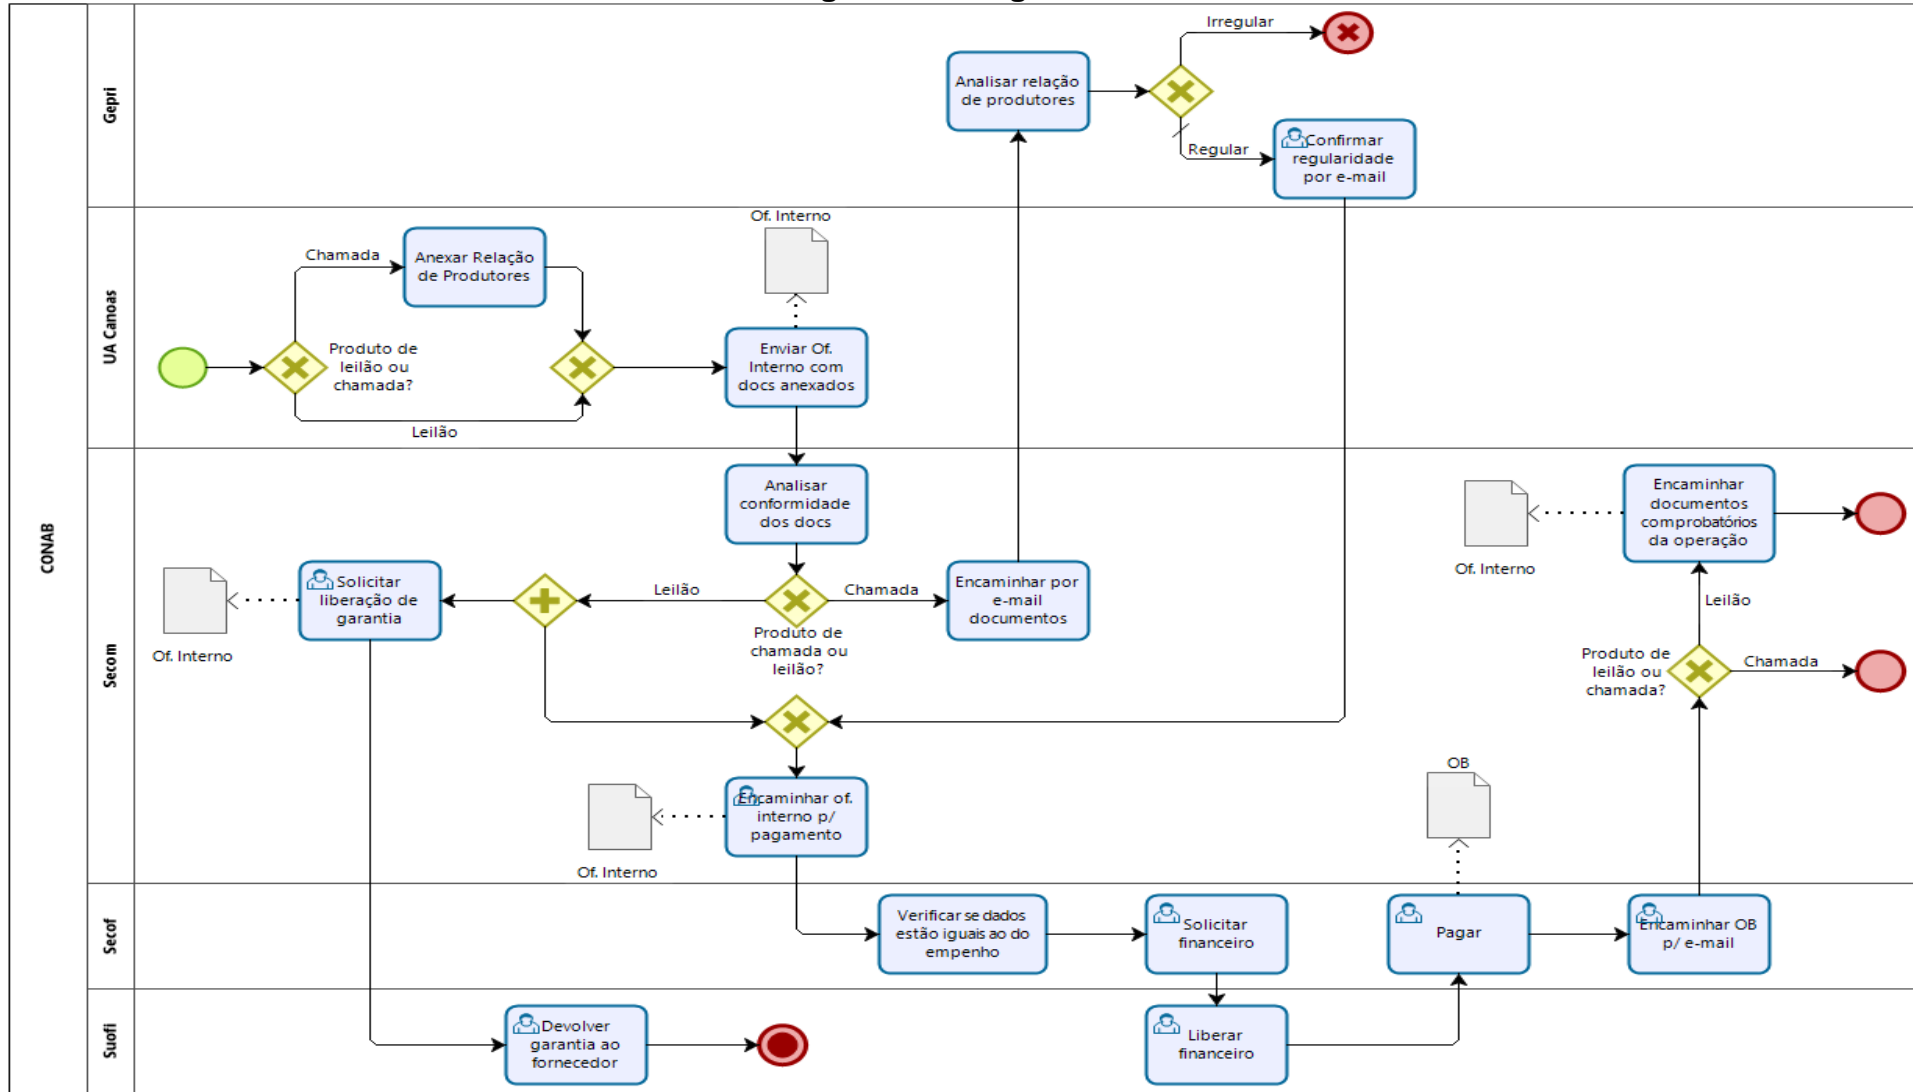 CONAB
Gepri
Analisar relação
de produtores
Irregular
Regular
Confirmar
regularidade
por e-mail
UA Canoas
Chamada
Anexar Relação
de Produtores
Produto de
leilão ou
chamada?
Leilão
Of. Interno
Enviar Of.
Interno com
docs anexados
Secom
Analisar
conformidade
dos docs
Solicitar
liberação de
garantia
Of. Interno
Leilão
Chamada
Produto de
chamada ou
leilão?
Encaminhar por
e-mail
documentos
Encaminhar of.
interno p/
pagamento
Of. Interno
Encaminhar
documentos
comprobatórios
da operação
Of. Interno
Leilão
Produto de
leilão ou
chamada?
Chamada
OB
Secof
Verificar se dados
estão iguais ao do
empenho
Solicitar
financeiro
Pagar
Encaminhar OB
p/ e-mail
Suofi
Devolver
garantia ao
fornecedor
Liberar
financeiro